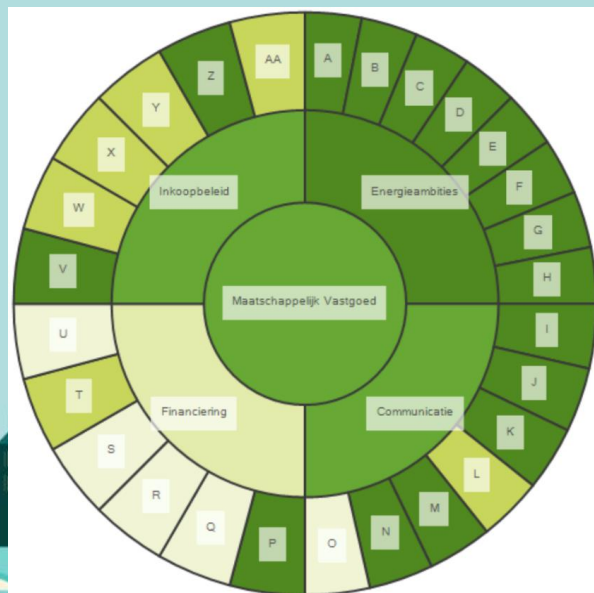 AA
A
B
C
D
E
F
G
H
I
J
K
L
M
N
O
P
Q
R
S
T
U
V
W
X
Y
Z
Inkoopbeleid
Energieambities
Maatschappelijk Vastgoed
Financiering
Communicatie